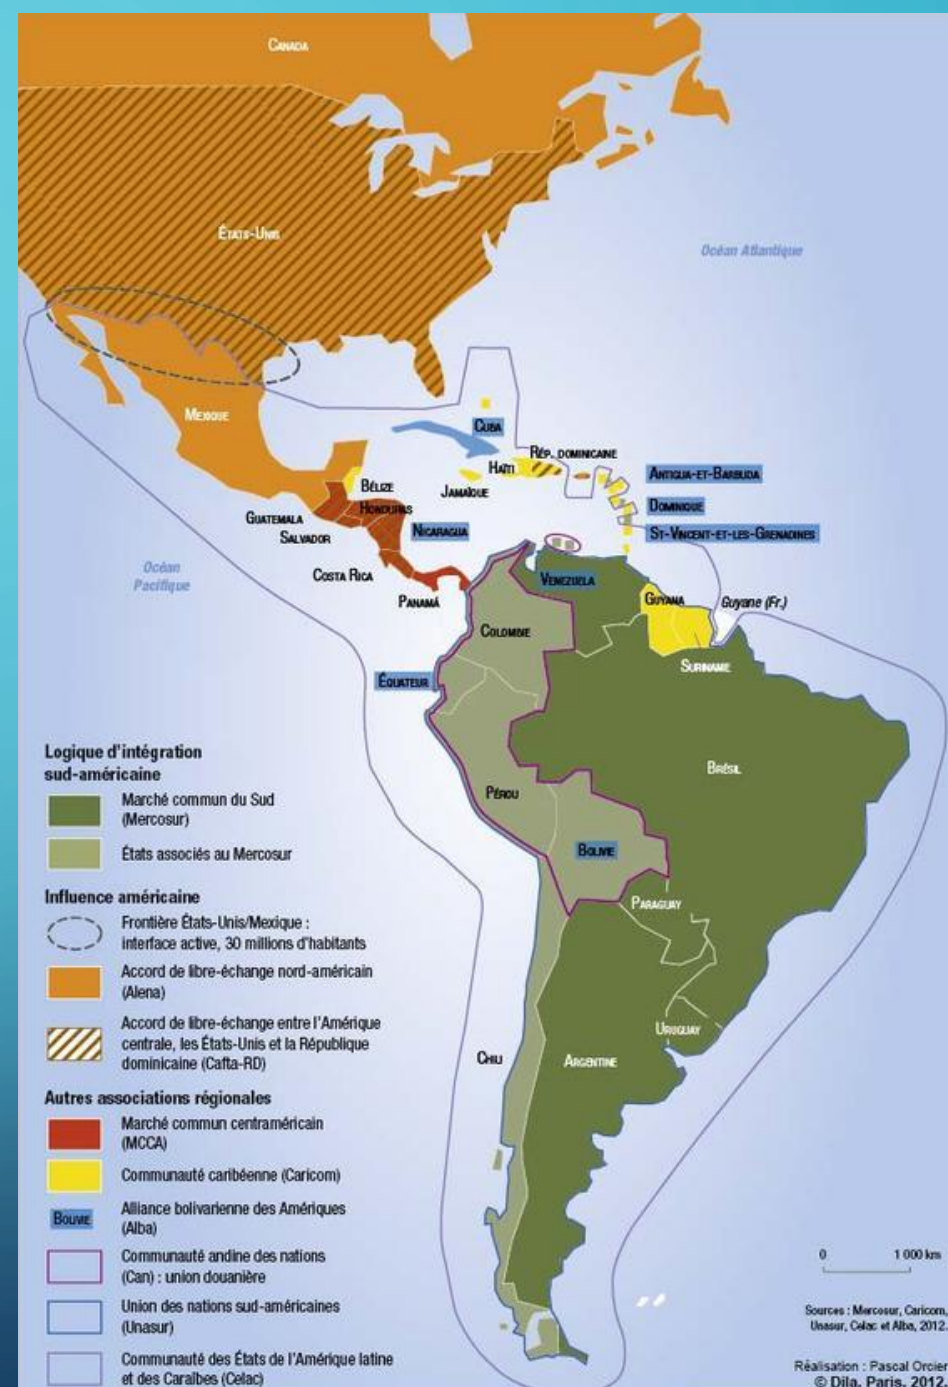 CANADA
Océan Atlantique
ÉTATS-UNIS
MEXIQUE
CUBA
RÉP. DOMINICAINE
HAÏTI
ANTIGUA-ET-BARBUDA
BÉLIZE
JAMAÏQUE
DOMINIQUE
HONDURAS
GUATEMALA
NICARAGUA
ST-VINCENT-ET-LES-GRENADINES
SALVADOR
Océan
Pacifique
COSTA RICA
VENEZUELA
PANAMÁ
GUYANA
Guyane (Fr.)
COLOMBIE
SURINAME
ÉQUATEUR
BRÉSIL
PÉROU
BOLIVIE
PARAGUAY
URUGUAY
CHILI
ARGENTINE
Logique d'intégration
sud-américaine
Marché commun du Sud
(Mercosur)
États associés au Mercosur
Influence américaine
Frontière États-Unis/Mexique :
interface active, 30 millions d'habitants
Accord de libre-échange nord-américain
(Alena)
Accord de libre-échange entre l'Amérique
centrale, les États-Unis et la République
dominicaine (Cafta-RD)
Autres associations régionales
Marché commun centraméricain
(MCCA)
Communauté caribéenne (Caricom)
BOLIVIE
Alliance bolivarienne des Amériques
(Alba)
Communauté andine des nations
(Can) : union douanière
Union des nations sud-américaines
(Unasur)
Communauté des États de l'Amérique latine
et des Caraïbes (Celac)
0 1 000 km
Sources : Mercosur, Caricom,
Unasur, Celac et Alba, 2012.
Réalisation : Pascal Orcier
© Dila, Paris, 2012.